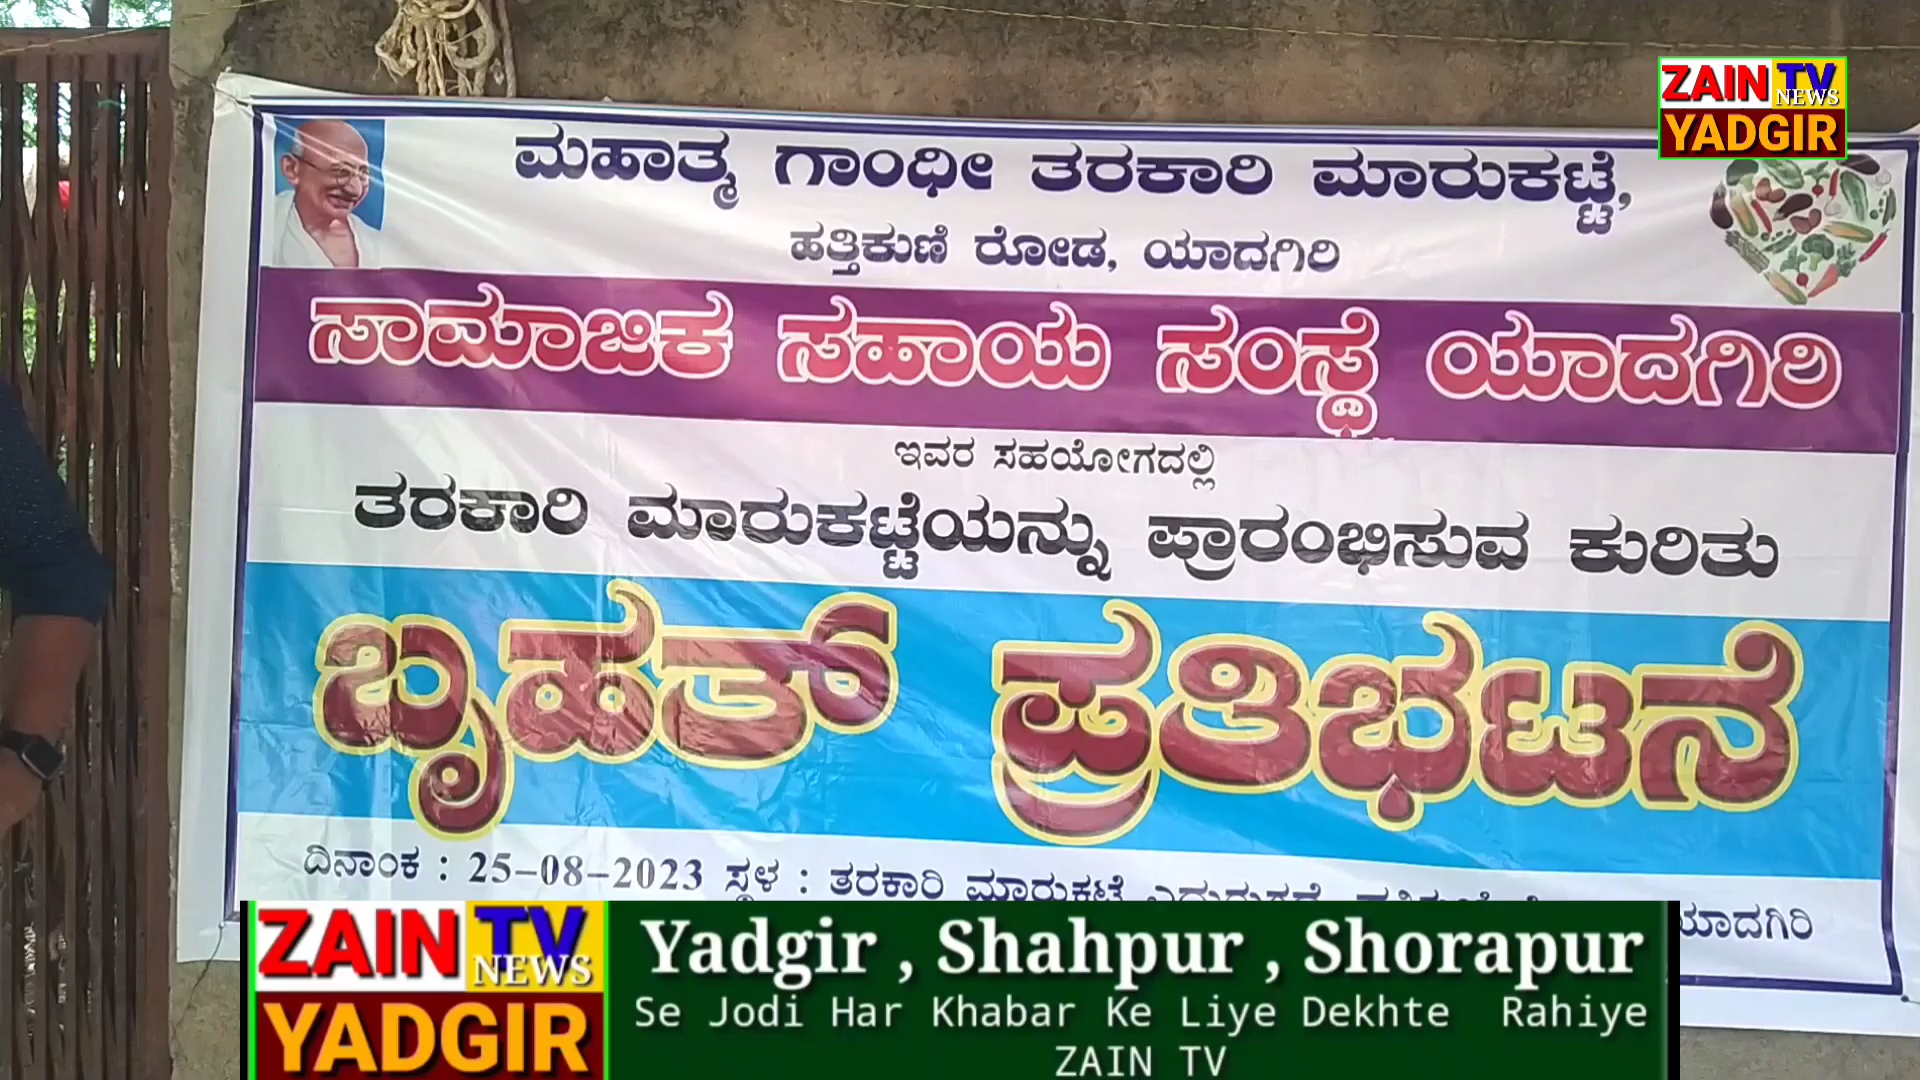 ZAIN TV
NEWS
YADGIR
ಮಹಾತ್ಮ ಗಾಂಧೀ ತರಕಾರಿ ಮಾರುಕಟ್ಟೆ,
ಹತ್ತಿಕುಣಿ ರೋಡ, ಯಾದಗಿರಿ
ಸಾಮಾಜಿಕ ಸಹಾಯ ಸಂಸ್ಥೆ ಯಾದಗಿರಿ
ಇವರ ಸಹಯೋಗದಲ್ಲಿ
ತರಕಾರಿ ಮಾರುಕಟ್ಟೆಯನ್ನು ಪ್ರಾರಂಭಿಸುವ ಕುರಿತು
ಬೃಹತ್ ಪ್ರತಿಭಟನೆ
ದಿನಾಂಕ : 25-08-2023 ಸ್ಥಳ : ತರಕಾರಿ ಮಾರುಕಟ್ಟೆ ಯಾದಗಿರಿ
ZAIN TV
NEWS
YADGIR
Yadgir , Shahpur , Shorapur
Se Jodi Har Khabar Ke Liye Dekhte Rahiye
ZAIN TV